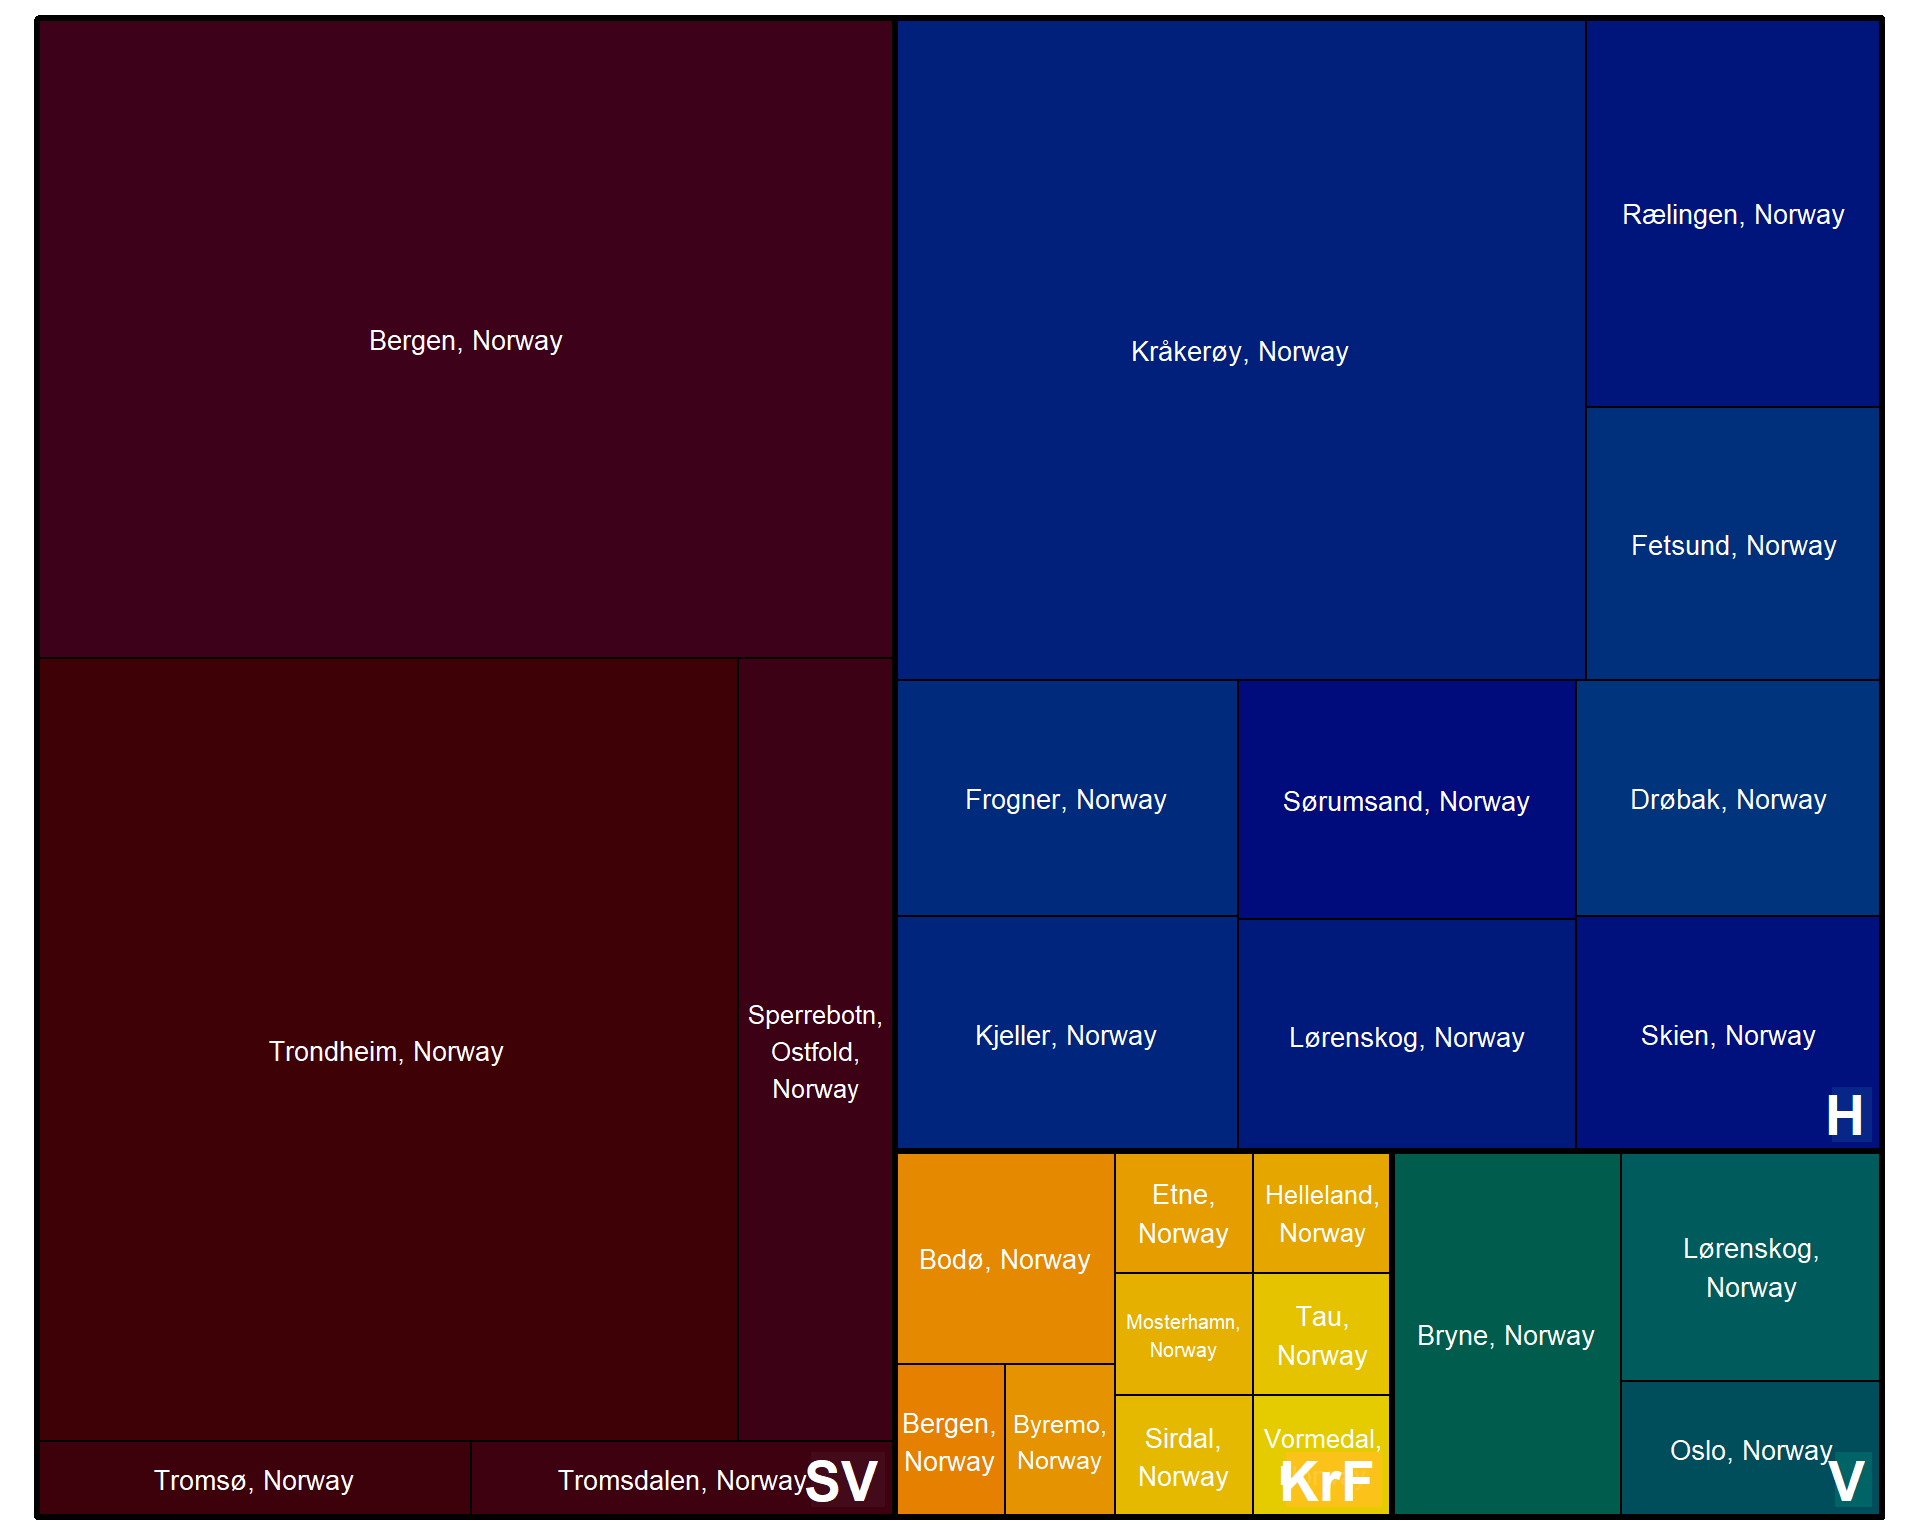 Bergen, Norway
Trondheim, Norway
Sperrebotn,
Ostfold,
Norway
Tromsø, Norway
Tromsdalen, Norway
SV
Kråkerøy, Norway
Rælingen, Norway
Fetsund, Norway
Frogner, Norway
Sørumsand, Norway
Drøbak, Norway
Kjeller, Norway
Lørenskog, Norway
Skien, Norway
H
Bodø, Norway
Etne,
Norway
Helleland,
Norway
Mosterhamn,
Norway
Tau,
Norway
Bergen,
Norway
Byremo,
Norway
Sirdal,
Norway
Vormedal,
KrF
Bryne, Norway
Lørenskog,
Norway
Oslo, Norway
V